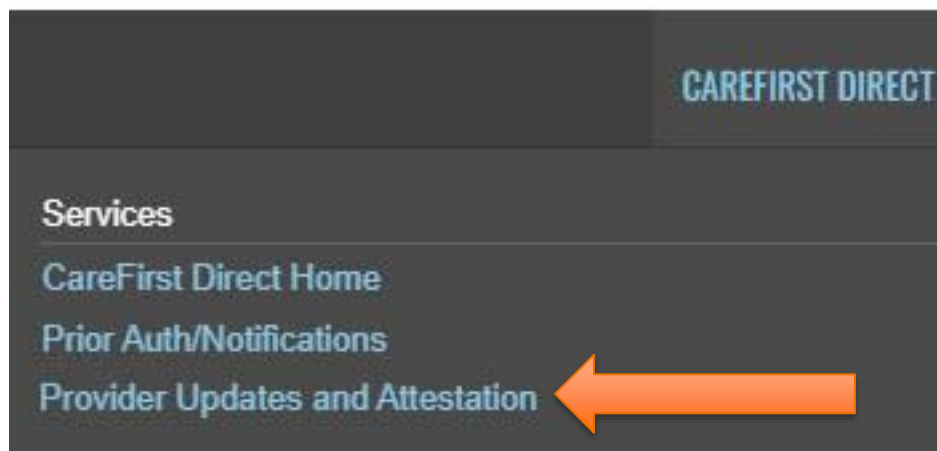 CAREFIRST DIRECT
Services
CareFirst Direct Home
Prior Auth/Notifications
Provider Updates and Attestation